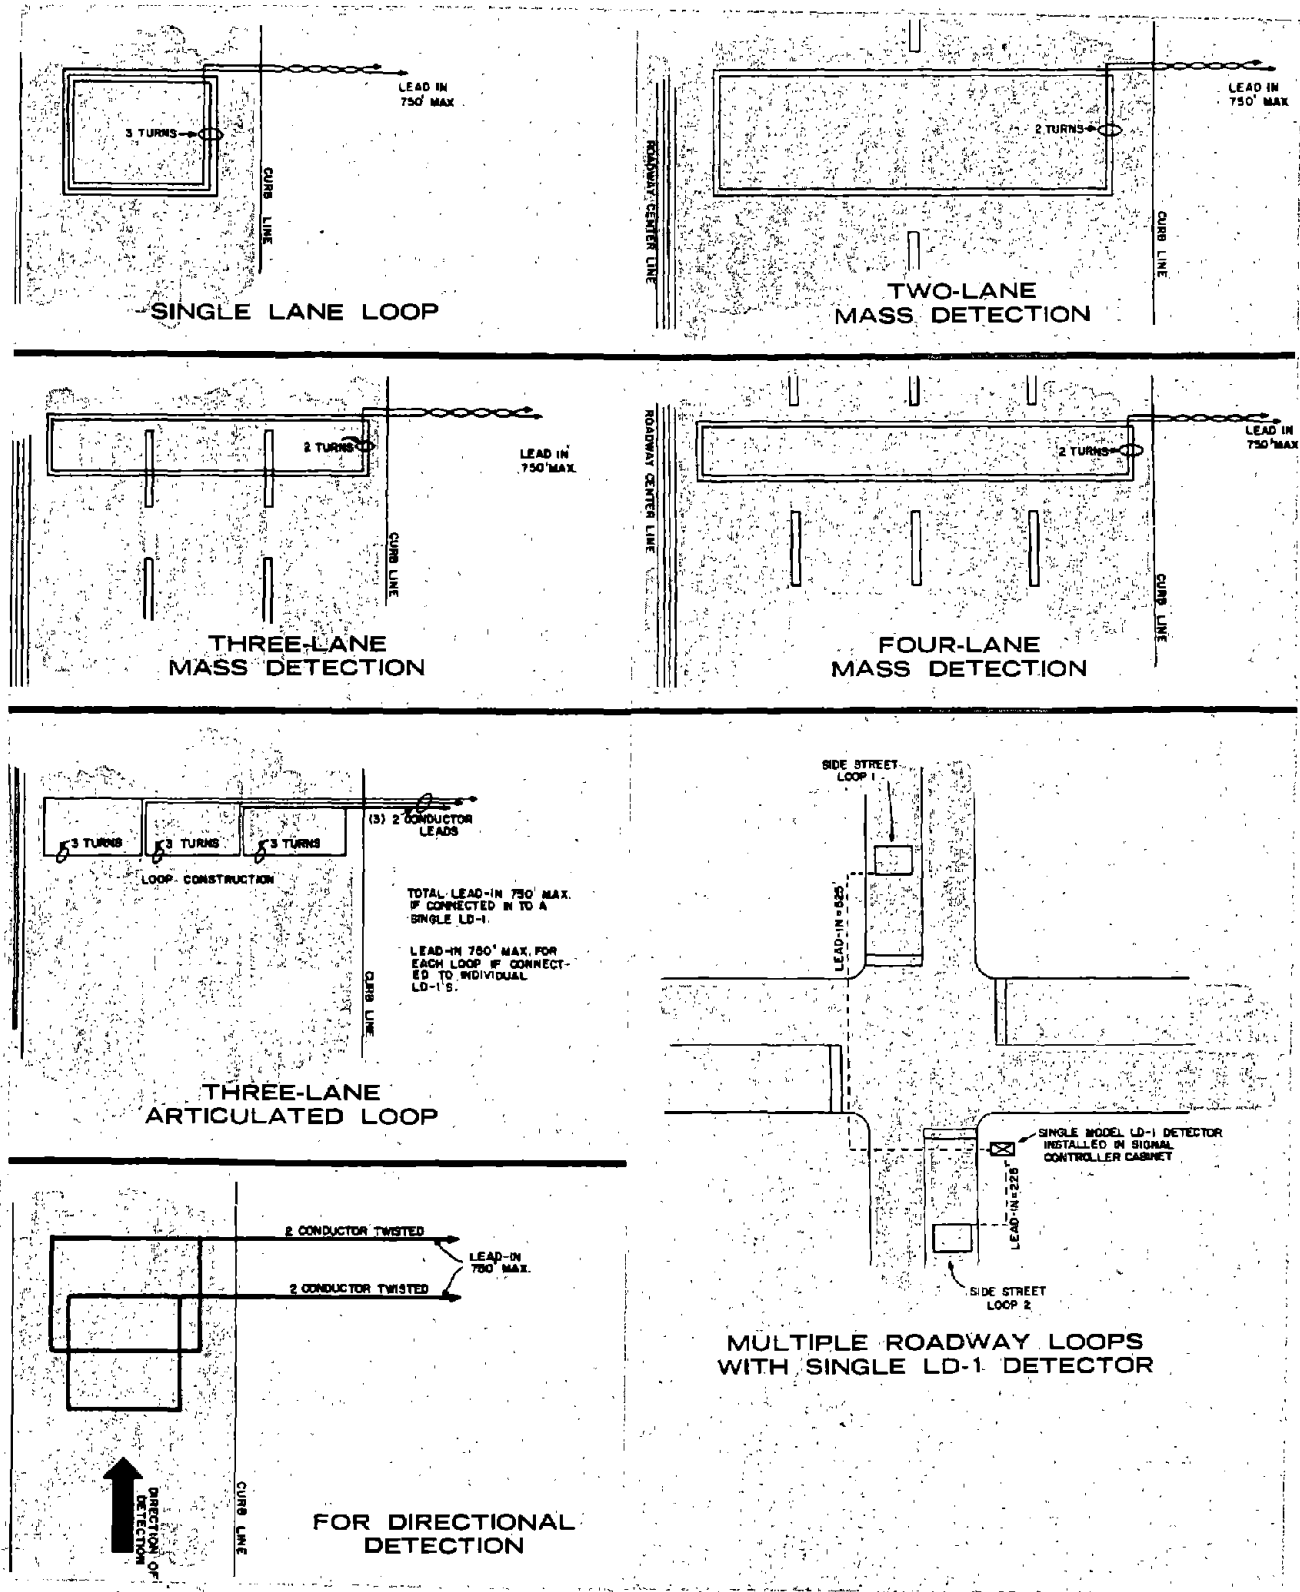 LEAD IN
750' MAX
3 TURNS
CURB LINE
SINGLE LANE LOOP
LEAD IN
750' MAX
2 TURNS
ROADWAY CENTER LINE
CURB LINE
TWO-LANE
MASS DETECTION
2 TURNS
LEAD IN
750' MAX.
CURB LINE
THREE-LANE
MASS DETECTION
LEAD IN
750' MAX
2 TURNS
ROADWAY CENTER LINE
CURB LINE
FOUR-LANE
MASS DETECTION
(3) 2 CONDUCTOR
LEADS
3 TURNS
3 TURNS
3 TURNS
LOOP CONSTRUCTION
TOTAL LEAD-IN 750' MAX.
IF CONNECTED IN TO A
SINGLE LD-1.
LEAD-IN 750' MAX. FOR
EACH LOOP IF CONNECT-
ED TO INDIVIDUAL
LD-1'S.
CURB LINE
THREE-LANE
ARTICULATED LOOP
SIDE STREET
LOOP 1
LEAD-IN=525'
SINGLE MODEL LD-1 DETECTOR
INSTALLED IN SIGNAL
CONTROLLER CABINET
LEAD-IN=225'
SIDE STREET
LOOP 2
MULTIPLE ROADWAY LOOPS
WITH SINGLE LD-1 DETECTOR
2 CONDUCTOR TWISTED
LEAD-IN
750' MAX.
2 CONDUCTOR TWISTED
DIRECTION OF
DETECTION
CURB LINE
FOR DIRECTIONAL
DETECTION